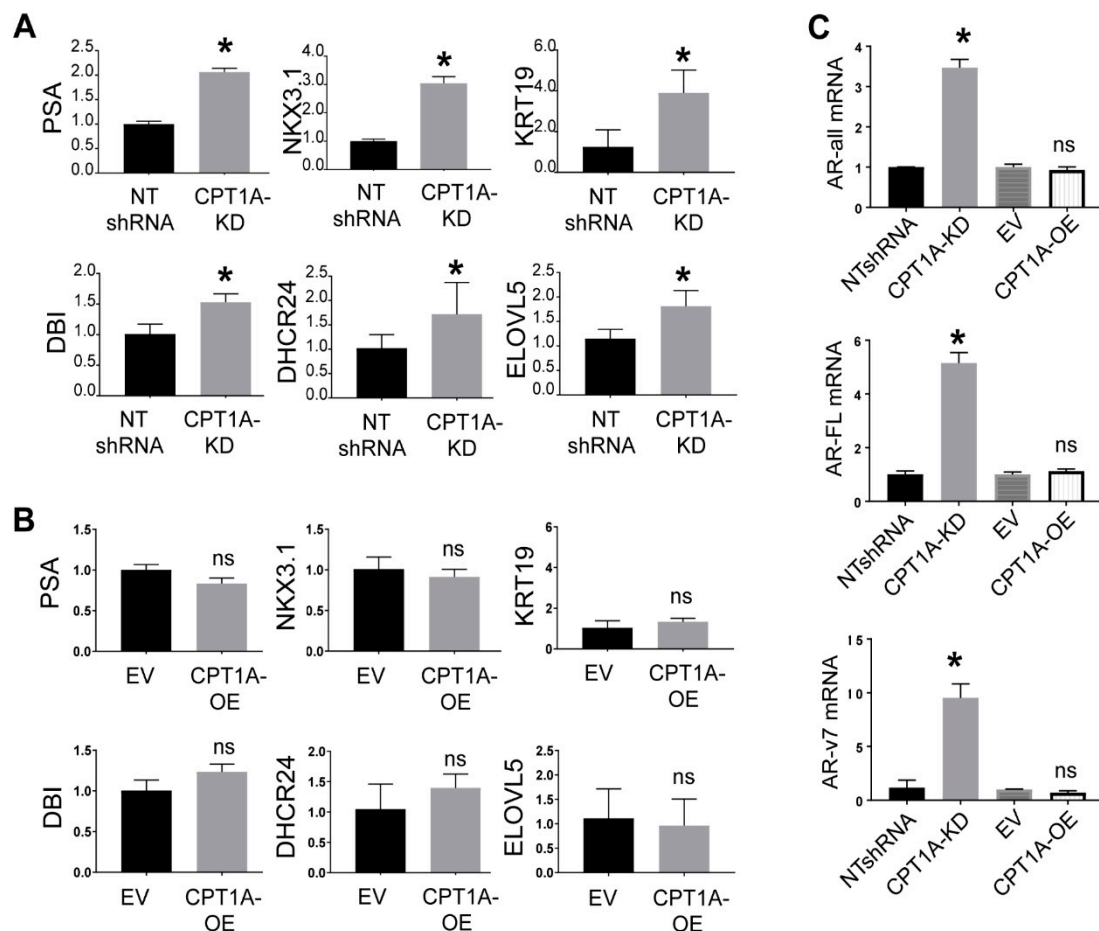 A
PSA
2.5
2.0
1.5
1.0
0.5
0.0
*
NT
shRNA
CPT1A-
KD
NKX3.1
4.0
3.0
2.0
1.0
0.0
*
NT
shRNA
CPT1A-
KD
KRT19
6.0
4.0
2.0
0.0
*
NT
shRNA
CPT1A-
KD
DBI
2.0
1.5
1.0
0.5
0.0
*
NT
shRNA
CPT1A-
KD
DHCR24
2.5
2.0
1.5
1.0
0.5
0.0
*
NT
shRNA
CPT1A-
KD
ELOVL5
2.5
2.0
1.5
1.0
0.5
0.0
*
NT
shRNA
CPT1A-
KD
B
PSA
1.5
1.0
0.5
0.0
ns
EV
CPT1A-
OE
NKX3.1
1.5
1.0
0.5
0.0
ns
EV
CPT1A-
OE
KRT19
6
4
2
0
ns
EV
CPT1A-
OE
DBI
1.5
1.0
0.5
0.0
ns
EV
CPT1A-
OE
DHCR24
2.0
1.5
1.0
0.5
0.0
ns
EV
CPT1A-
OE
ELOVL5
2.5
2.0
1.5
1.0
0.5
0.0
ns
EV
CPT1A-
OE
C
AR-all mRNA
4
3
2
1
0
*
ns
NTshRNA
CPT1A-KD
EV
CPT1A-OE
AR-FL mRNA
6
4
2
0
*
ns
NTshRNA
CPT1A-KD
EV
CPT1A-OE
AR-v7 mRNA
15
10
5
0
*
ns
NTshRNA
CPT1A-KD
EV
CPT1A-OE